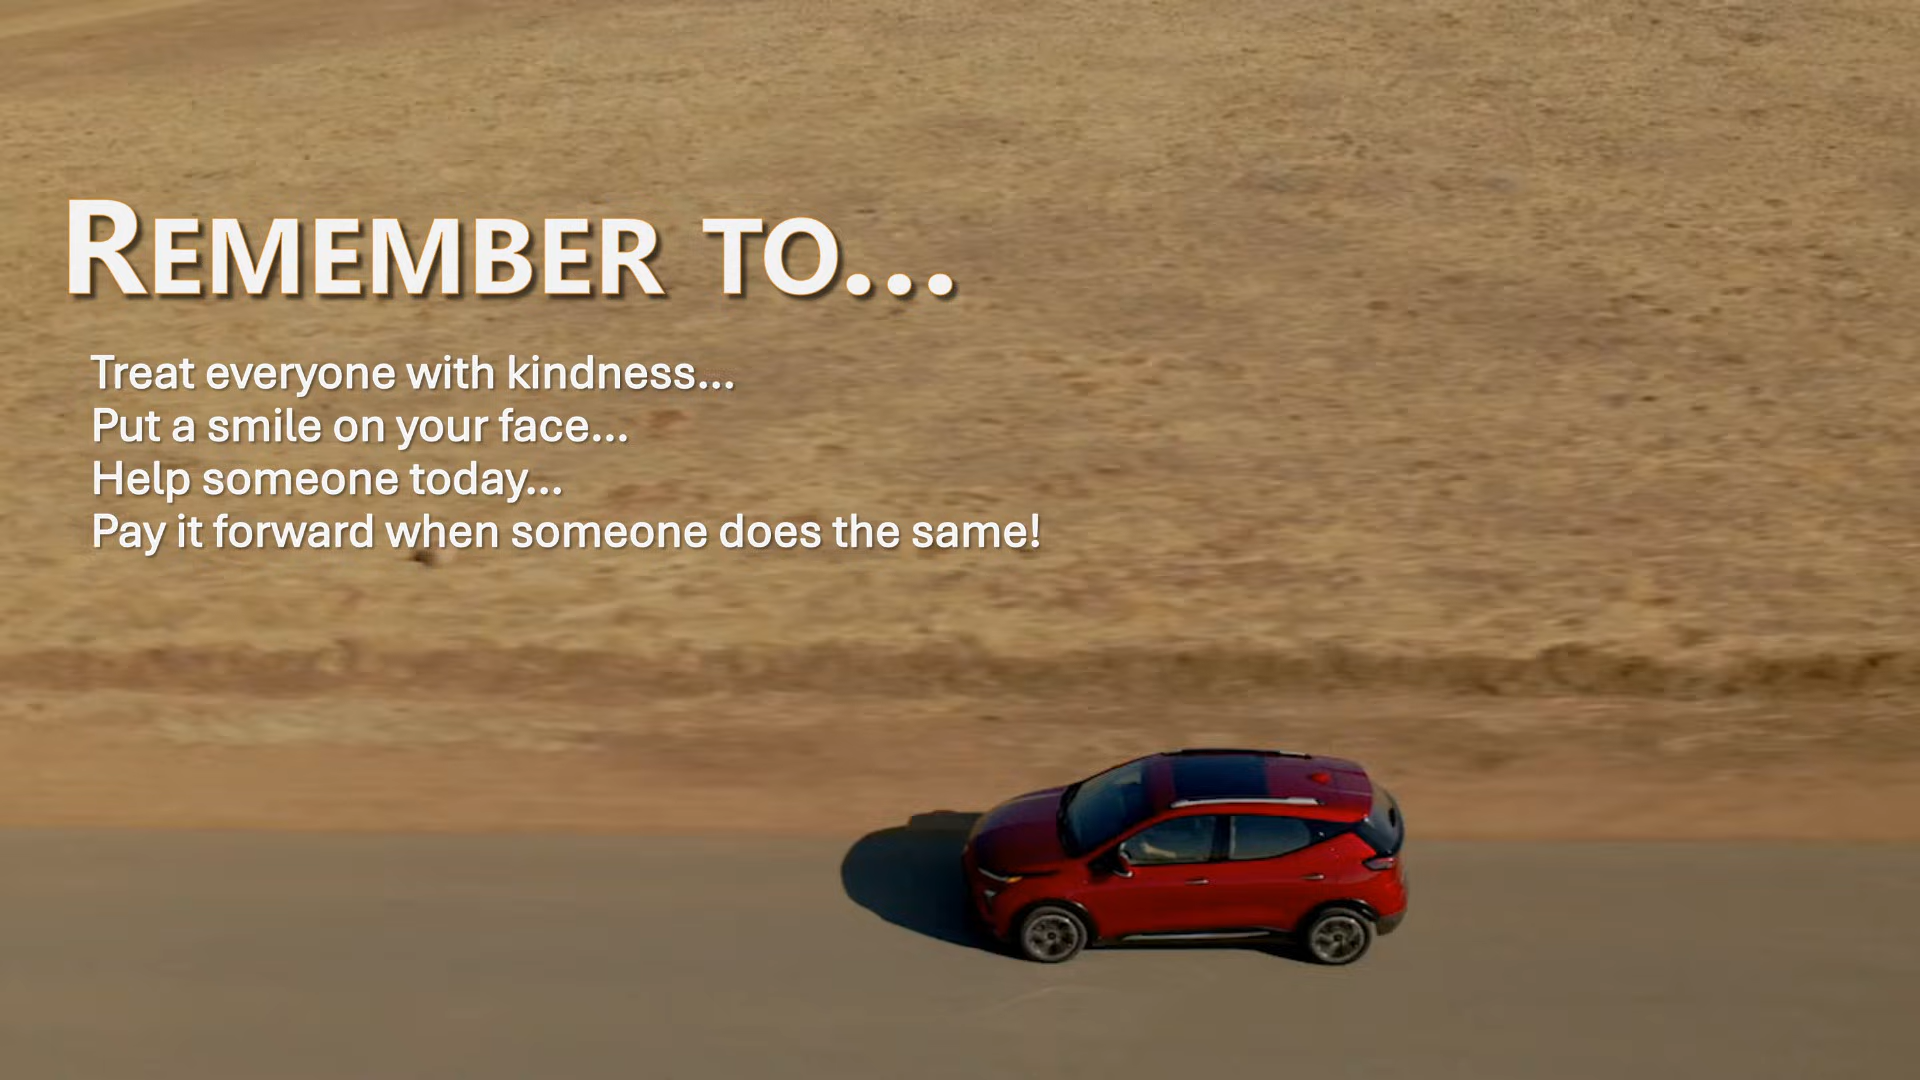 REMEMBER TO...
Treat everyone with kindness...
Put a smile on your face...
Help someone today...
Pay it forward when someone does the same!